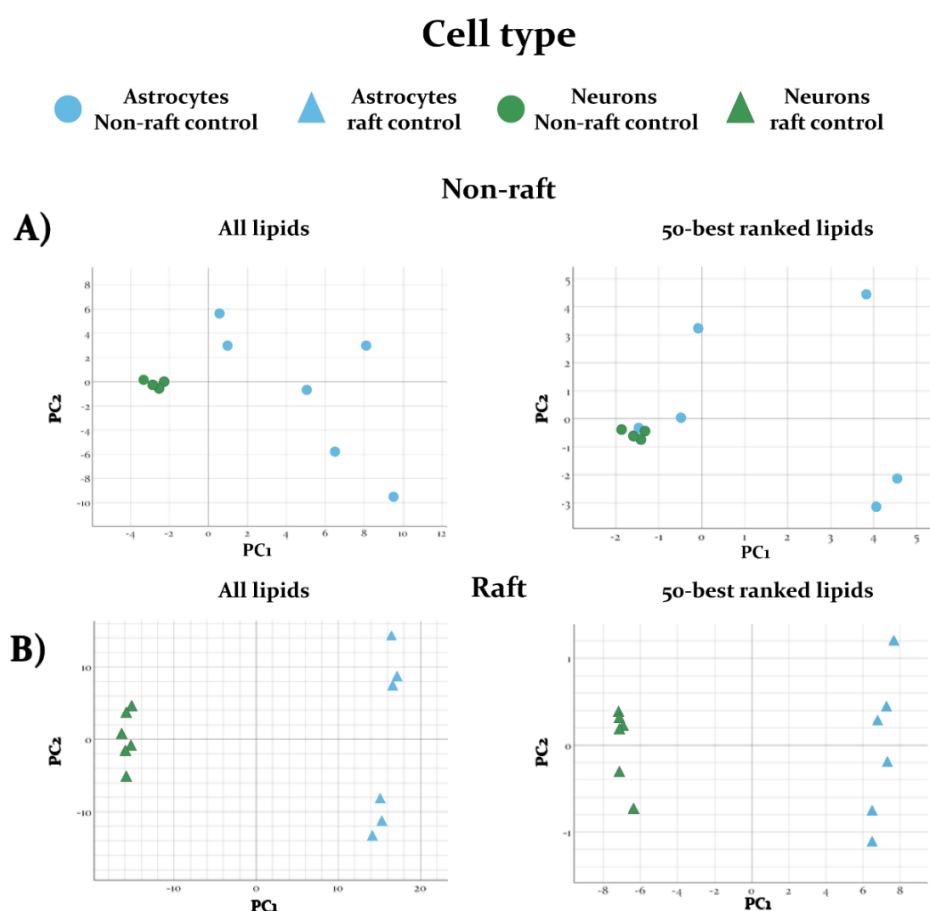 Cell type
Astrocytes
Non-raft control
Astrocytes
raft control
Neurons
Non-raft control
Neurons
raft control
Non-raft
A)
All lipids
50-best ranked lipids
PC2
8
6
4
2
0
-2
-4
-6
-8
-10
-4
-2
0
2
4
6
8
10
12
PC1
PC2
5
4
3
2
1
0
-1
-2
-3
-2
-1
0
1
2
3
4
5
PC1
Raft
B)
All lipids
50-best ranked lipids
PC2
10
0
-10
-10
0
10
20
PC1
PC2
1
0
-1
-8
-6
-4
-2
0
2
4
6
8
PC1